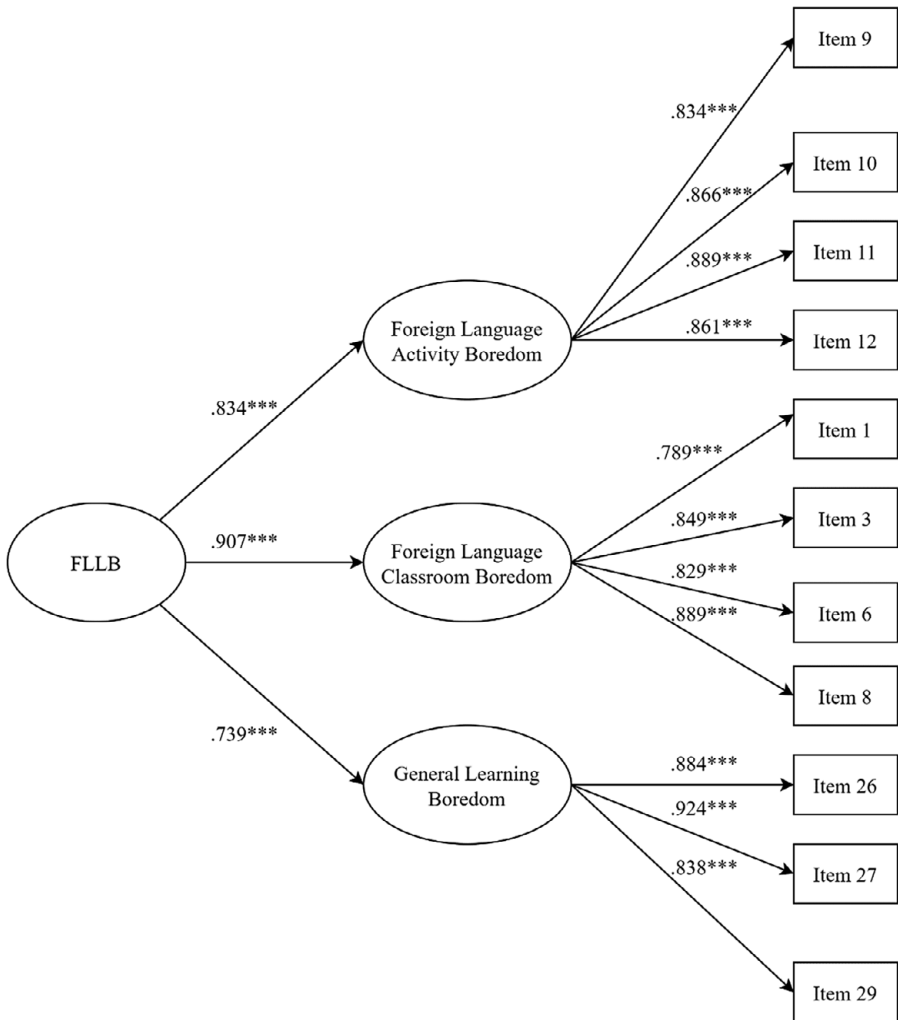 Item 9
.834***
Item 10
.866***
Item 11
.889***
Foreign Language
Activity Boredom
.861***
Item 12
.834***
Item 1
.789***
Item 3
.849***
FLLB
.907***
Foreign Language
Classroom Boredom
.829***
Item 6
.889***
Item 8
.739***
General Learning
Boredom
.884***
Item 26
.924***
Item 27
.838***
Item 29